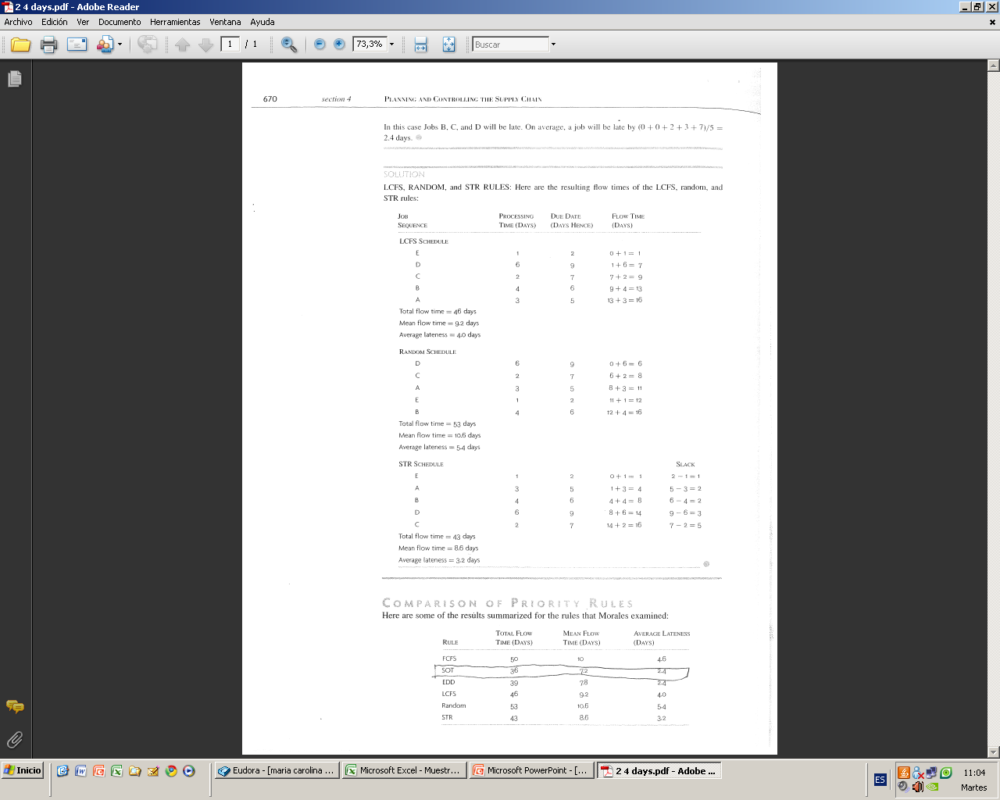 2 4 days.pdf - Adobe Reader
Archivo Edición Ver Documento Herramientas Ventana Ayuda
1 / 1 73,3% Buscar
670 section 4 PLANNING AND CONTROLLING THE SUPPLY CHAIN
In this case Jobs B, C, and D will be late. On average, a job will be late by (0 + 0 + 2 + 3 + 7)/5 =
2.4 days.
SOLUTION
LCFS, RANDOM, and STR RULES: Here are the resulting flow times of the LCFS, random, and
STR rules:
JOB PROCESSING DUE DATE FLOW TIME
SEQUENCE TIME (DAYS) (DAYS HENCE) (DAYS)
LCFS SCHEDULE
E 1 2 0 + 1 = 1
D 6 9 1 + 6 = 7
C 2 7 7 + 2 = 9
B 4 6 9 + 4 = 13
A 3 5 13 + 3 = 16
Total flow time = 46 days
Mean flow time = 9.2 days
Average lateness = 4.0 days
RANDOM SCHEDULE
D 6 9 0 + 6 = 6
C 2 7 6 + 2 = 8
A 3 5 8 + 3 = 11
E 1 2 11 + 1 = 12
B 4 6 12 + 4 = 16
Total flow time = 53 days
Mean flow time = 10.6 days
Average lateness = 5.4 days
STR SCHEDULE SLACK
E 1 2 0 + 1 = 1 2 − 1 = 1
A 3 5 1 + 3 = 4 5 − 3 = 2
B 4 6 4 + 4 = 8 6 − 4 = 2
D 6 9 8 + 6 = 14 9 − 6 = 3
C 2 7 14 + 2 = 16 7 − 2 = 5
Total flow time = 43 days
Mean flow time = 8.6 days
Average lateness = 3.2 days
COMPARISON OF PRIORITY RULES
Here are some of the results summarized for the rules that Morales examined:
TOTAL FLOW MEAN FLOW AVERAGE LATENESS
RULE TIME (DAYS) TIME (DAYS) (DAYS)
FCFS 50 10 4.6
SOT 36 7.2 2.4
EDD 39 7.8 2.4
LCFS 46 9.2 4.0
Random 53 10.6 5.4
STR 43 8.6 3.2
Inicio Eudora - [maria carolina ... Microsoft Excel - Muestr... Microsoft PowerPoint - [... 2 4 days.pdf - Adobe ... ES 11:04
Martes